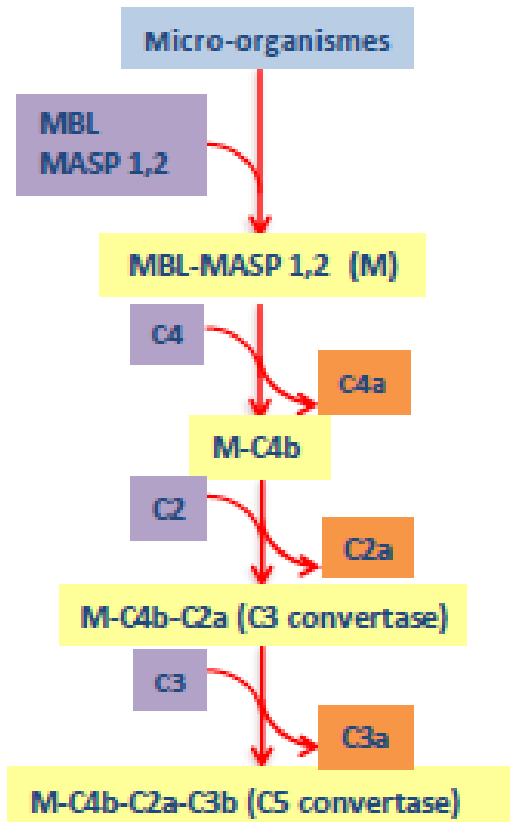 Micro-organismes
MBL
MASP 1,2
MBL-MASP 1,2 (M)
C4
C4a
M-C4b
C2
C2a
M-C4b-C2a (C3 convertase)
C3
C3a
M-C4b-C2a-C3b (C5 convertase)